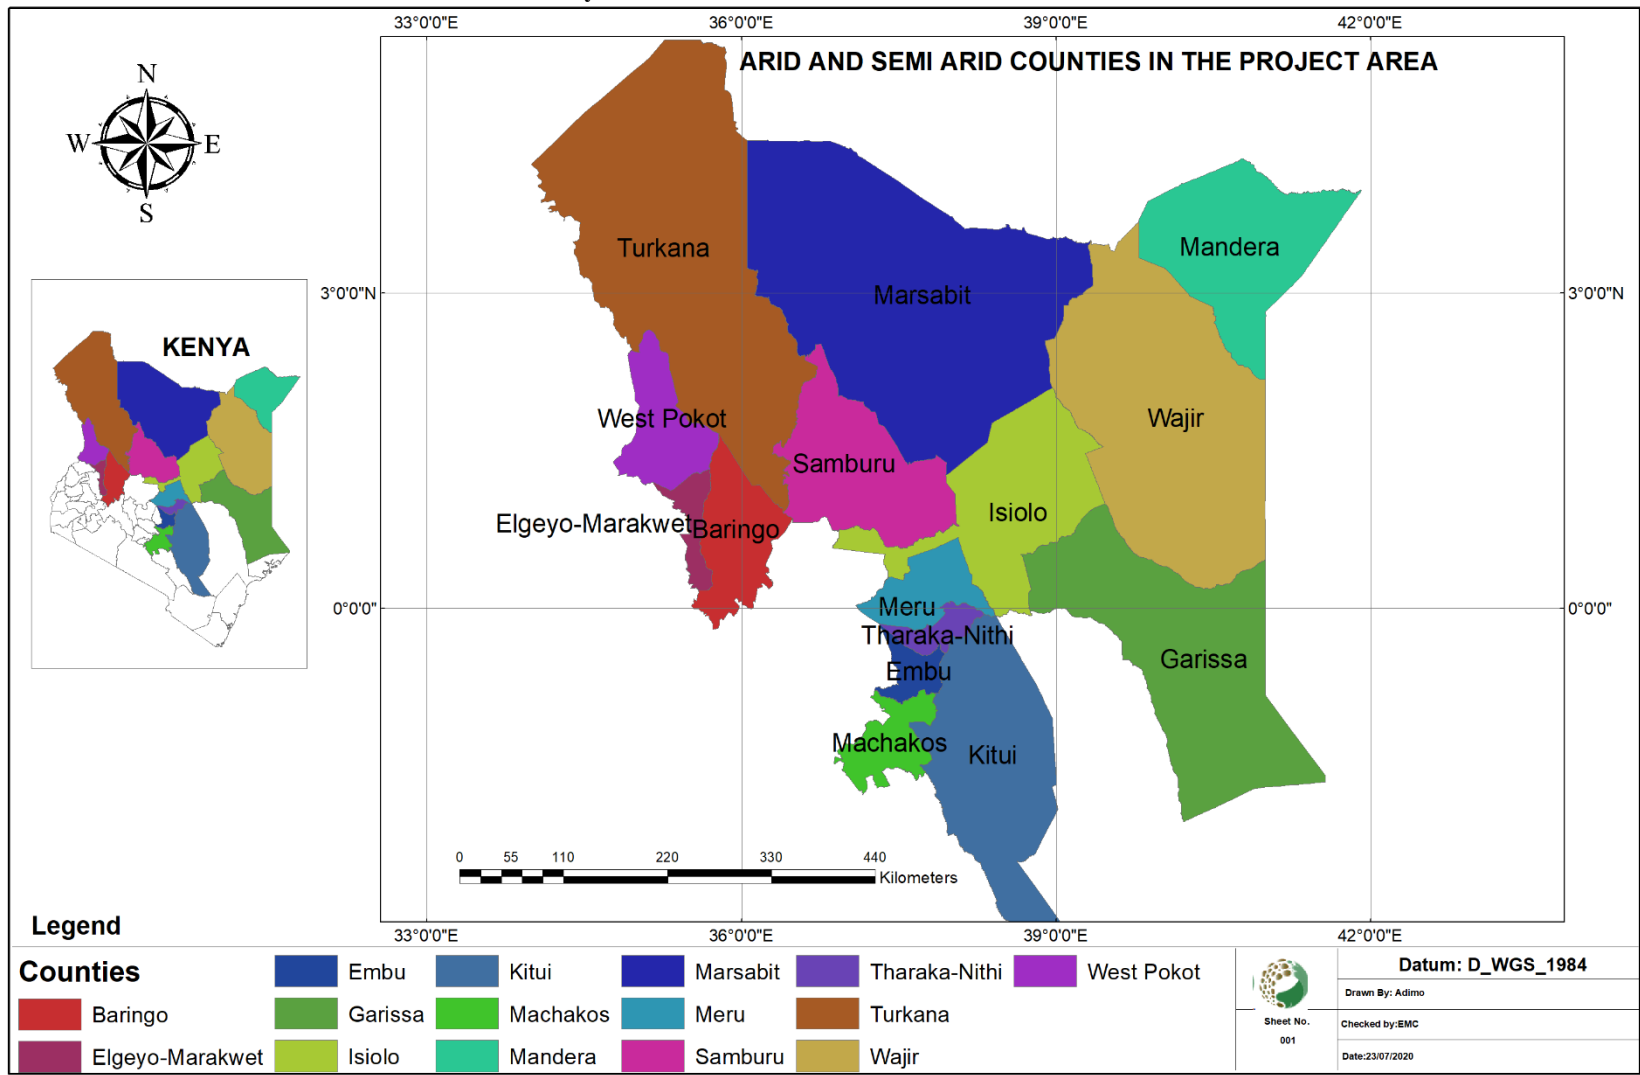 33°0'0"E 36°0'0"E 39°0'0"E 42°0'0"E
ARID AND SEMI ARID COUNTIES IN THE PROJECT AREA
N
W E
S
KENYA
3°0'0"N 3°0'0"N
0°0'0" 0°0'0"
Turkana
Mandera
Marsabit
West Pokot
Wajir
Samburu
Isiolo
Elgeyo-Marakwet
Baringo
Meru
Tharaka-Nithi
Garissa
Embu
Machakos
Kitui
0 55 110 220 330 440
Kilometers
33°0'0"E 36°0'0"E 39°0'0"E 42°0'0"E
Legend
Counties
Baringo
Elgeyo-Marakwet
Embu
Garissa
Isiolo
Kitui
Machakos
Mandera
Marsabit
Meru
Samburu
Tharaka-Nithi
Turkana
Wajir
West Pokot
Sheet No.
001
Datum: D_WGS_1984
Drawn By: Adimo
Checked by:EMC
Date:23/07/2020